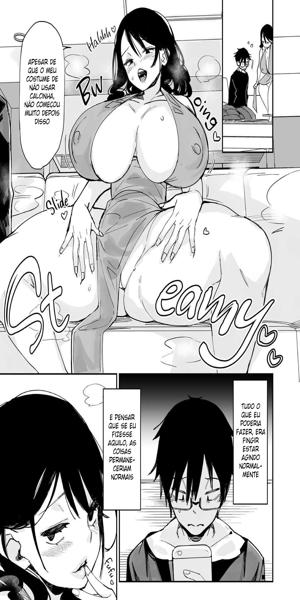 Hahhh
APESAR
DE QUE O MEU
COSTUME DE
NÃO USAR
CALCINHA, NÃO
COMEÇOU
MUITO DEPOIS
DISSO
Bw
oing
Slide
Steamy
TUDO O QUE
EU PODERIA
FAZER, ERA
FINGIR
ESTAR
AGINDO
NORMAL-
MENTE
E PENSAR
QUE SE EU
FIZESSE
AQUILO, AS
COISAS
PERMANE-
CERIAM
NORMAIS
FuFu